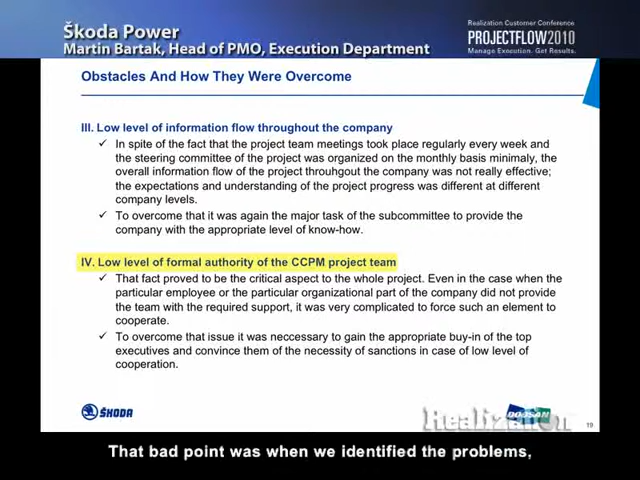 Škoda Power
Martin Bartak, Head of PMO, Execution Department
Realization Customer Conference
PROJECTFLOW2010
Manage Execution. Get Results.
Obstacles And How They Were Overcome
III. Low level of information flow throughout the company
✓ In spite of the fact that the project team meetings took place regularly every week and
the steering committee of the project was organized on the monthly basis minimaly, the
overall information flow of the project throuhgout the company was not really effective;
the expectations and understanding of the project progress was different at different
company levels.
✓ To overcome that it was again the major task of the subcommittee to provide the
company with the appropriate level of know-how.
IV. Low level of formal authority of the CCPM project team
✓ That fact proved to be the critical aspect to the whole project. Even in the case when the
particular employee or the particular organizational part of the company did not provide
the team with the required support, it was very complicated to force such an element to
cooperate.
✓ To overcome that issue it was neccessary to gain the appropriate buy-in of the top
executives and convince them of the necessity of sanctions in case of low level of
cooperation.
ŠKODA
DOOSAN
Realization
19
That bad point was when we identified the problems,